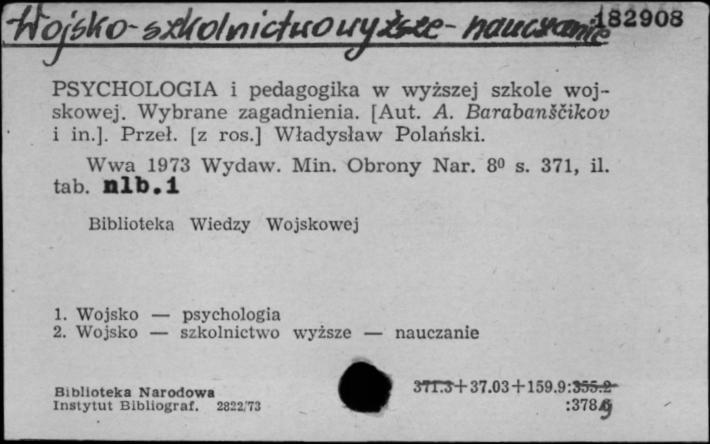 Wojsko - szkolnictwo wyższe - nauczanie 182908
PSYCHOLOGIA i pedagogika w wyższej szkole woj-
skowej. Wybrane zagadnienia. [Aut. A. Barabanščikov
i in.]. Przeł. [z ros.] Władysław Polański.
Wwa 1973 Wydaw. Min. Obrony Nar. 8⁰ s. 371, il.
tab. nlb.1
Biblioteka Wiedzy Wojskowej
1. Wojsko — psychologia
2. Wojsko — szkolnictwo wyższe — nauczanie
Biblioteka Narodowa 371.3+37.03+159.9:355.2
Instytut Bibliograf. 2822/73 :378.